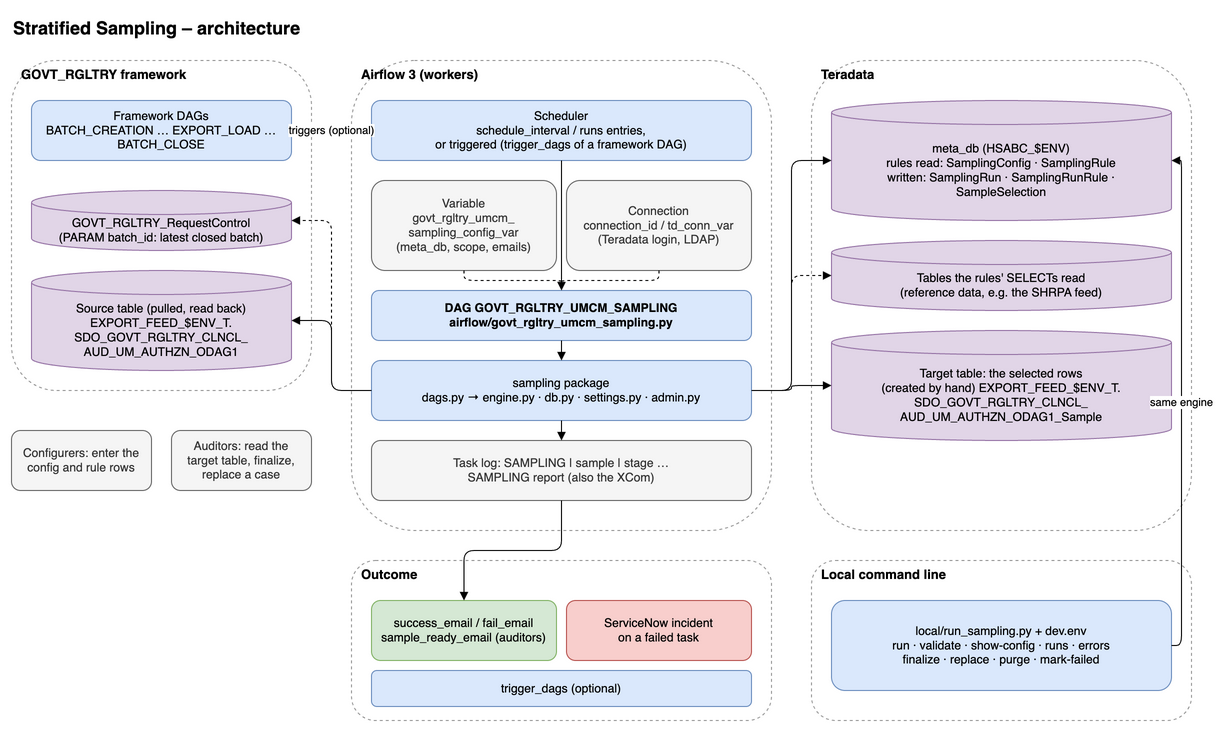 Stratified Sampling – architecture
GOVT_RGLTRY framework
Framework DAGs
BATCH_CREATION … EXPORT_LOAD …
BATCH_CLOSE
triggers (optional)
GOVT_RGLTRY_RequestControl
(PARAM batch_id: latest closed batch)
Source table (pulled, read back)
EXPORT_FEED_$ENV_T.
SDO_GOVT_RGLTRY_CLNCL_
AUD_UM_AUTHZN_ODAG1
Configurers: enter the
config and rule rows
Auditors: read the
target table, finalize,
replace a case
Airflow 3 (workers)
Scheduler
schedule_interval / runs entries,
or triggered (trigger_dags of a framework DAG)
Variable
govt_rgltry_umcm_
sampling_config_var
(meta_db, scope, emails)
Connection
connection_id / td_conn_var
(Teradata login, LDAP)
DAG GOVT_RGLTRY_UMCM_SAMPLING
airflow/govt_rgltry_umcm_sampling.py
sampling package
dags.py → engine.py · db.py · settings.py · admin.py
Task log: SAMPLING | sample | stage …
SAMPLING report (also the XCom)
Outcome
success_email / fail_email
sample_ready_email (auditors)
ServiceNow incident
on a failed task
trigger_dags (optional)
Teradata
meta_db (HSABC_$ENV)
rules read: SamplingConfig · SamplingRule
written: SamplingRun · SamplingRunRule ·
SampleSelection
Tables the rules' SELECTs read
(reference data, e.g. the SHRPA feed)
Target table: the selected rows
(created by hand) EXPORT_FEED_$ENV_T.
SDO_GOVT_RGLTRY_CLNCL_
AUD_UM_AUTHZN_ODAG1_Sample
same engine
Local command line
local/run_sampling.py + dev.env
run · validate · show-config · runs · errors
finalize · replace · purge · mark-failed